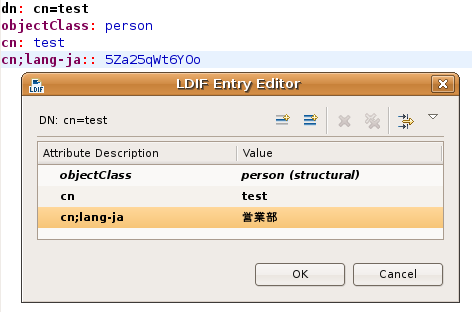 dn: cn=test
objectClass: person
cn: test
cn;lang-ja:: 5Za25qWt6YOo
LDIF Entry Editor
LDIF
DN: cn=test
Attribute Description Value
objectClass person (structural)
cn test
cn;lang-ja 営業部
OK Cancel